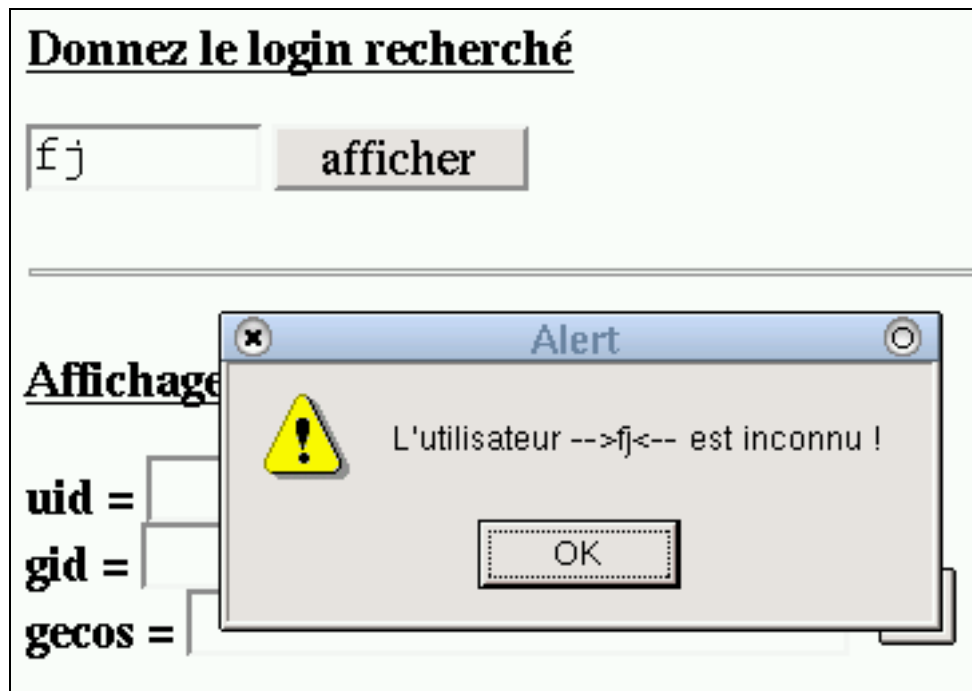 Donnez le login recherché
fj
afficher
Alert
Affichage
L'utilisateur -->fj<-- est inconnu !
uid =
OK
gid =
gecos =